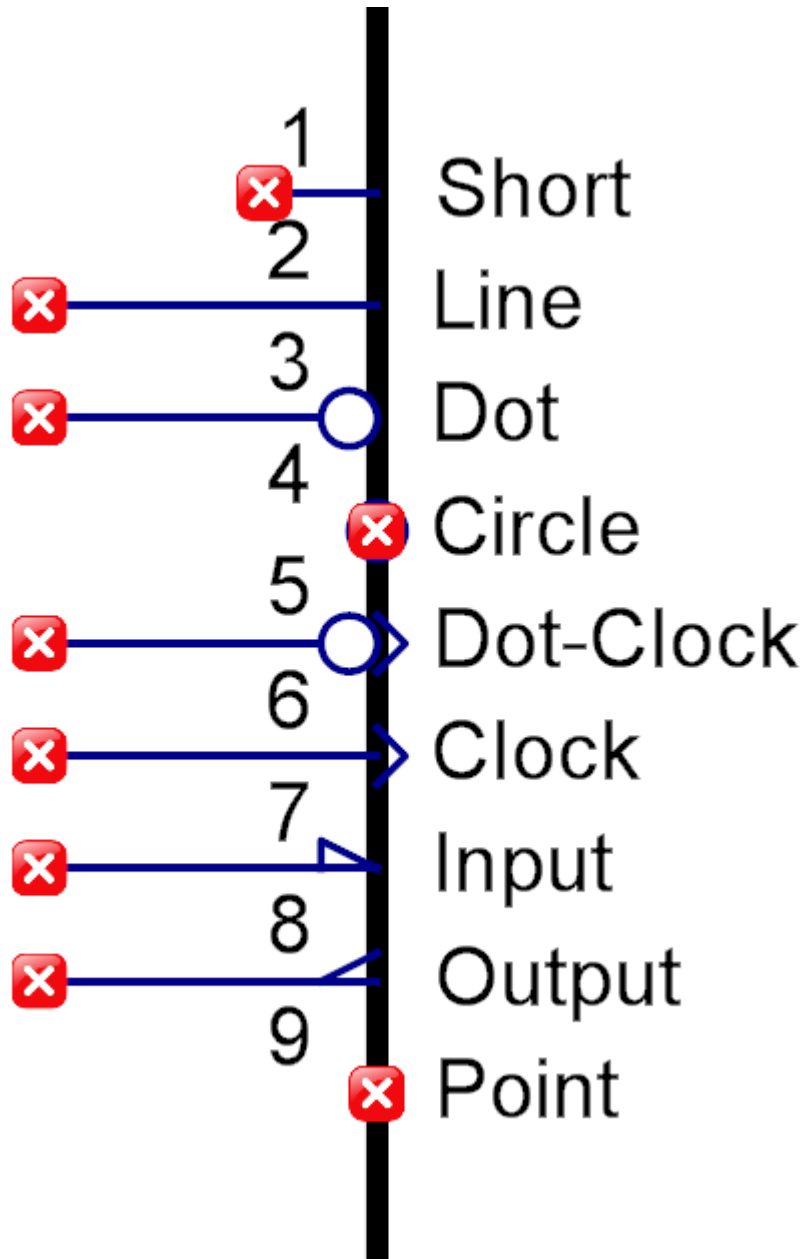 1
Short
2
Line
3
Dot
4
Circle
5
Dot-Clock
6
Clock
7
Input
8
Output
9
Point